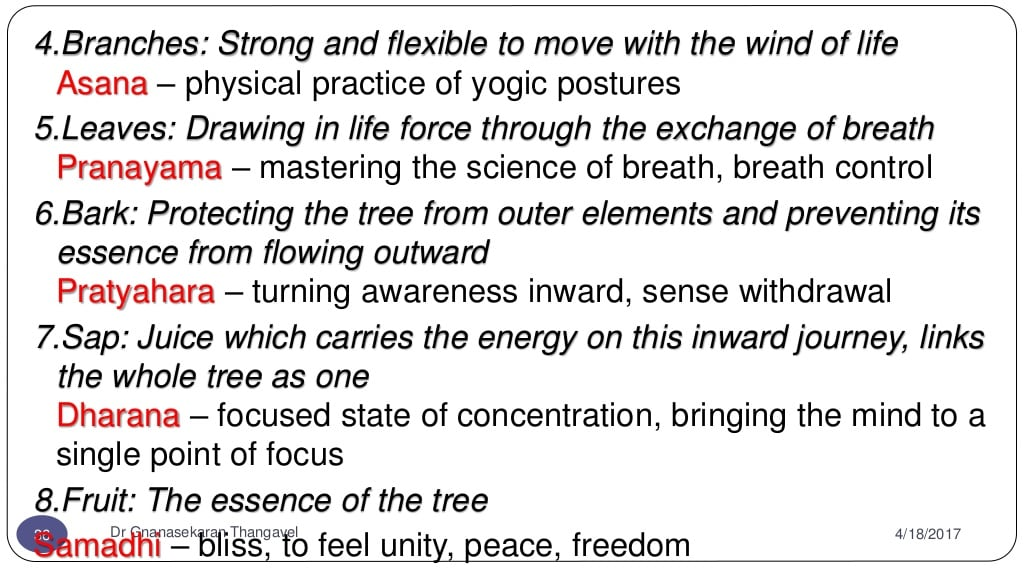 4.Branches: Strong and flexible to move with the wind of life
Asana – physical practice of yogic postures
5.Leaves: Drawing in life force through the exchange of breath
Pranayama – mastering the science of breath, breath control
6.Bark: Protecting the tree from outer elements and preventing its
essence from flowing outward
Pratyahara – turning awareness inward, sense withdrawal
7.Sap: Juice which carries the energy on this inward journey, links
the whole tree as one
Dharana – focused state of concentration, bringing the mind to a
single point of focus
8.Fruit: The essence of the tree
Dr Gnanasekaran Thangavel
4/18/2017
Samadhi – bliss, to feel unity, peace, freedom